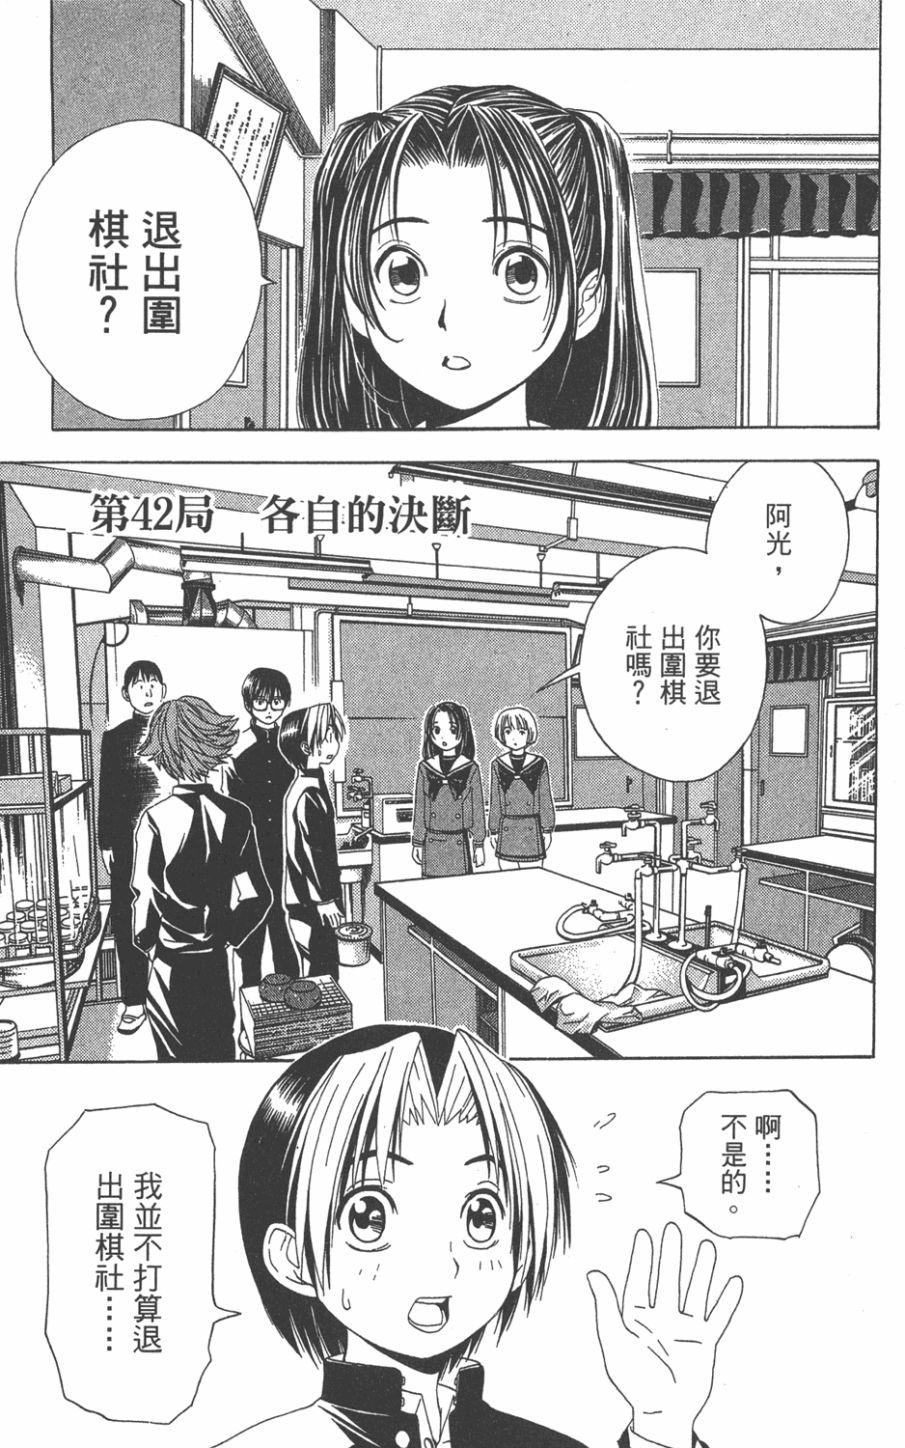 退出圍
棋社？
第42局　各自的決斷
阿光，
你要退
出圍棋
社嗎？
啊……
不是的。
我並不打算退
出圍棋社……